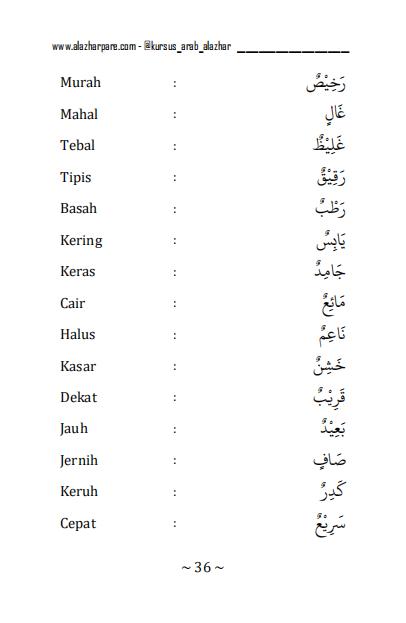 www.alazharpare.com - @kursus_arab_alazhar
Murah : رَخِيْصٌ
Mahal : غَالٍ
Tebal : غَلِيْظٌ
Tipis : رَقِيْقٌ
Basah : رَطْبٌ
Kering : يَابِسٌ
Keras : جَامِدٌ
Cair : مَائِعٌ
Halus : نَاعِمٌ
Kasar : خَشِنٌ
Dekat : قَرِيْبٌ
Jauh : بَعِيْدٌ
Jernih : صَافٍ
Keruh : كَدِرٌ
Cepat : سَرِيْعٌ
~ 36 ~